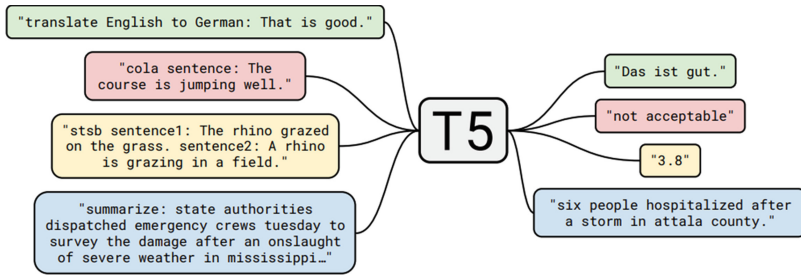 "translate English to German: That is good."
"cola sentence: The
course is jumping well."
"stsb sentence1: The rhino grazed
on the grass. sentence2: A rhino
is grazing in a field."
"summarize: state authorities
dispatched emergency crews tuesday to
survey the damage after an onslaught
of severe weather in mississippi…"
T5
"Das ist gut."
"not acceptable"
"3.8"
"six people hospitalized after
a storm in attala county."